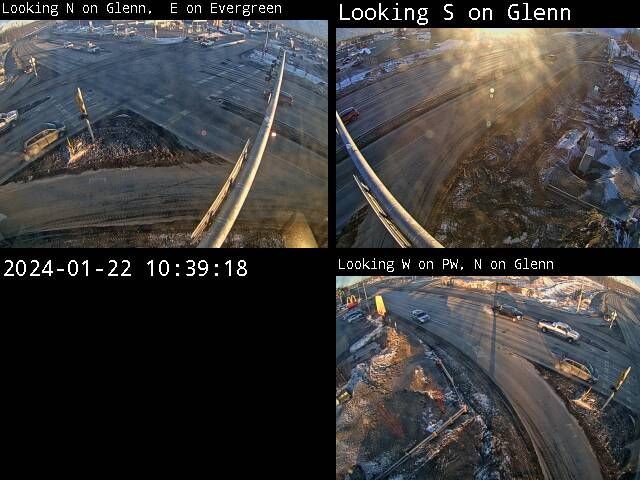 Looking N on Glenn,  E on Evergreen
Looking S on Glenn
2024-01-22 10:39:18
Looking W on PW, N on Glenn